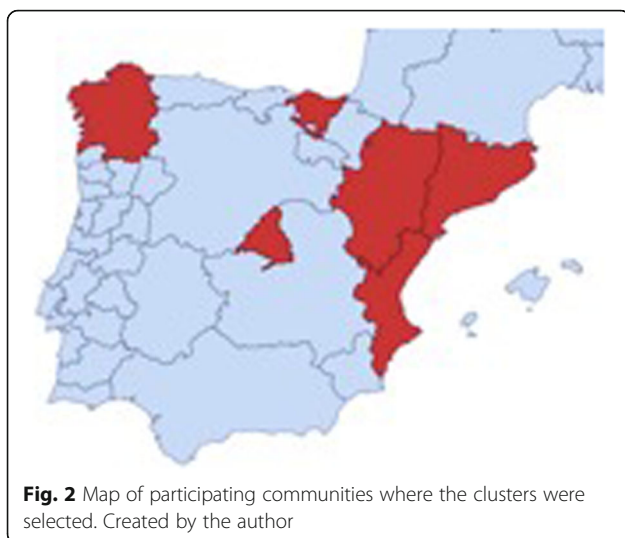 Fig. 2 Map of participating communities where the clusters were
selected. Created by the author